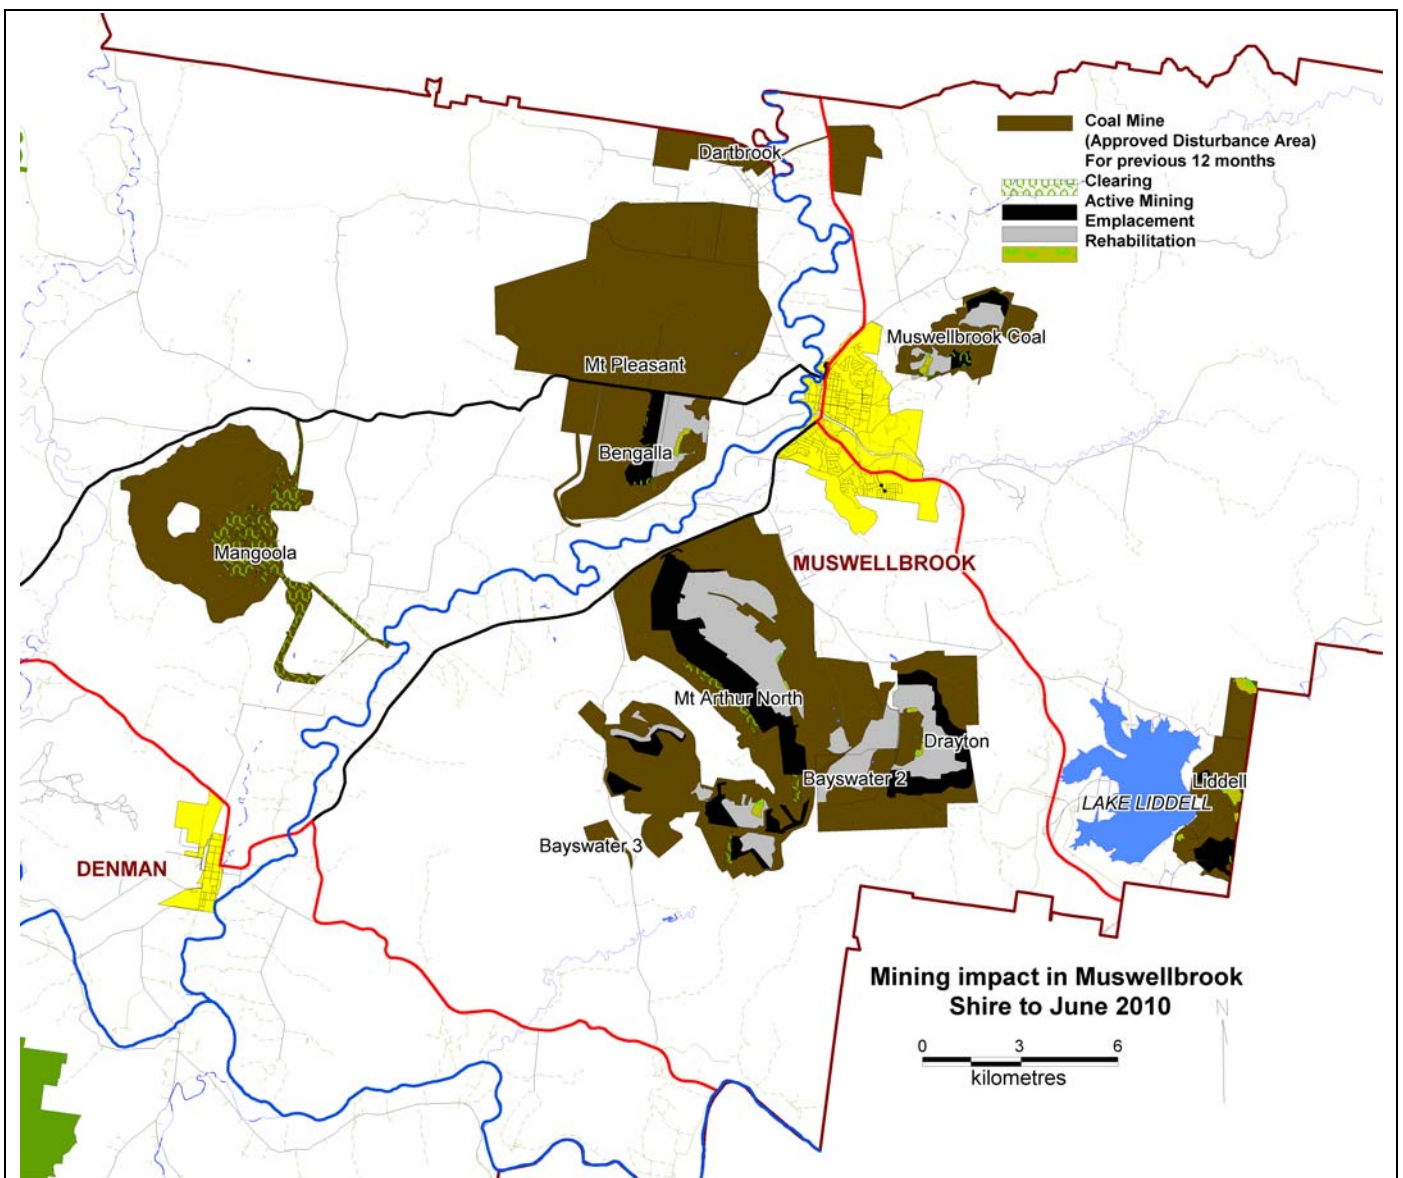 Coal Mine
(Approved Disturbance Area)
For previous 12 months
Clearing
Active Mining
Emplacement
Rehabilitation
Dartbrook
Muswellbrook Coal
Mt Pleasant
Bengalla
Mangoola
MUSWELLBROOK
Mt Arthur North
Drayton
Bayswater 2
Liddell
LAKE LIDDELL
Bayswater 3
DENMAN
Mining impact in Muswellbrook
Shire to June 2010
N
0 3 6
kilometres